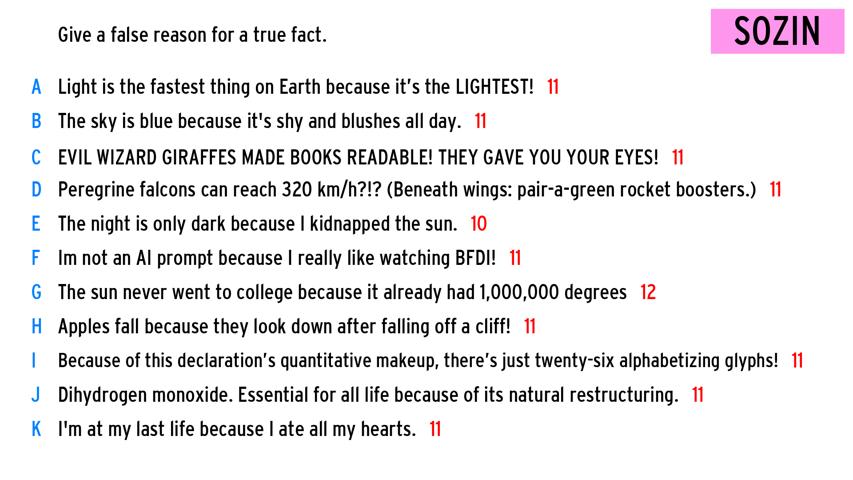 Give a false reason for a true fact.
SOZIN
A Light is the fastest thing on Earth because it’s the LIGHTEST! 11
B The sky is blue because it's shy and blushes all day. 11
C EVIL WIZARD GIRAFFES MADE BOOKS READABLE! THEY GAVE YOU YOUR EYES! 11
D Peregrine falcons can reach 320 km/h?!? (Beneath wings: pair-a-green rocket boosters.) 11
E The night is only dark because I kidnapped the sun. 10
F Im not an AI prompt because I really like watching BFDI! 11
G The sun never went to college because it already had 1,000,000 degrees 12
H Apples fall because they look down after falling off a cliff! 11
I Because of this declaration’s quantitative makeup, there’s just twenty-six alphabetizing glyphs! 11
J Dihydrogen monoxide. Essential for all life because of its natural restructuring. 11
K I'm at my last life because I ate all my hearts. 11